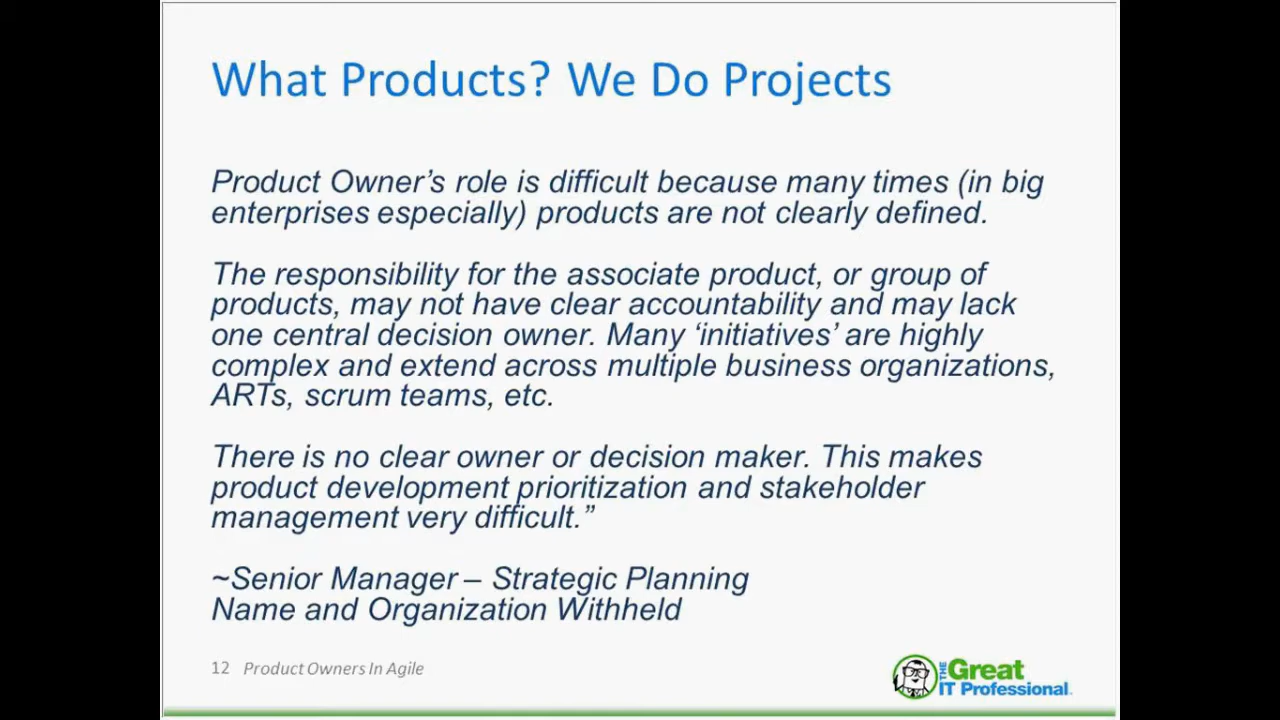 What Products? We Do Projects
Product Owner’s role is difficult because many times (in big
enterprises especially) products are not clearly defined.
The responsibility for the associate product, or group of
products, may not have clear accountability and may lack
one central decision owner. Many ‘initiatives’ are highly
complex and extend across multiple business organizations,
ARTs, scrum teams, etc.
There is no clear owner or decision maker. This makes
product development prioritization and stakeholder
management very difficult.”
~Senior Manager – Strategic Planning
Name and Organization Withheld
12 Product Owners In Agile
THE Great
IT Professional